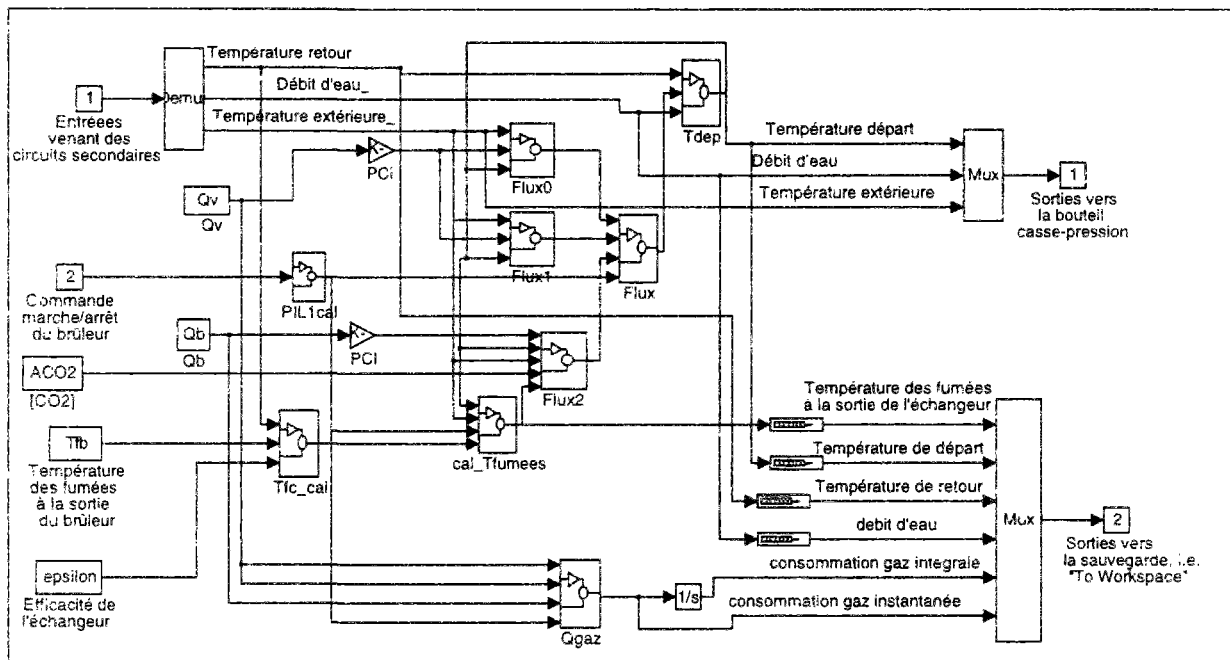 Température retour
Débit d'eau_
Température extérieure_
Demux
1
Entréees
venant des
circuits secondaires
PCi
Flux0
Tdep
Température départ
Débit d'eau
Température extérieure
Mux
1
Sorties vers
la bouteil
casse-pression
Qv
Qv
Flux1
Flux
2
Commande
marche/arrêt
du brûleur
PIL1cal
Qb
Qb
PCI
Flux2
ACO2
[CO2]
Tfb
Température
des fumées
à la sortie
du brûleur
Tfc_cal
cal_Tfumees
Température des fumées
à la sortie de l'échangeur
Température de départ
Température de retour
debit d'eau
consommation gaz integrale
consommation gaz instantanée
Mux
2
Sorties vers
la sauvegarde, i.e.
"To Workspace"
epsilon
Efficacité de
l'échangeur
Qgaz
1/s